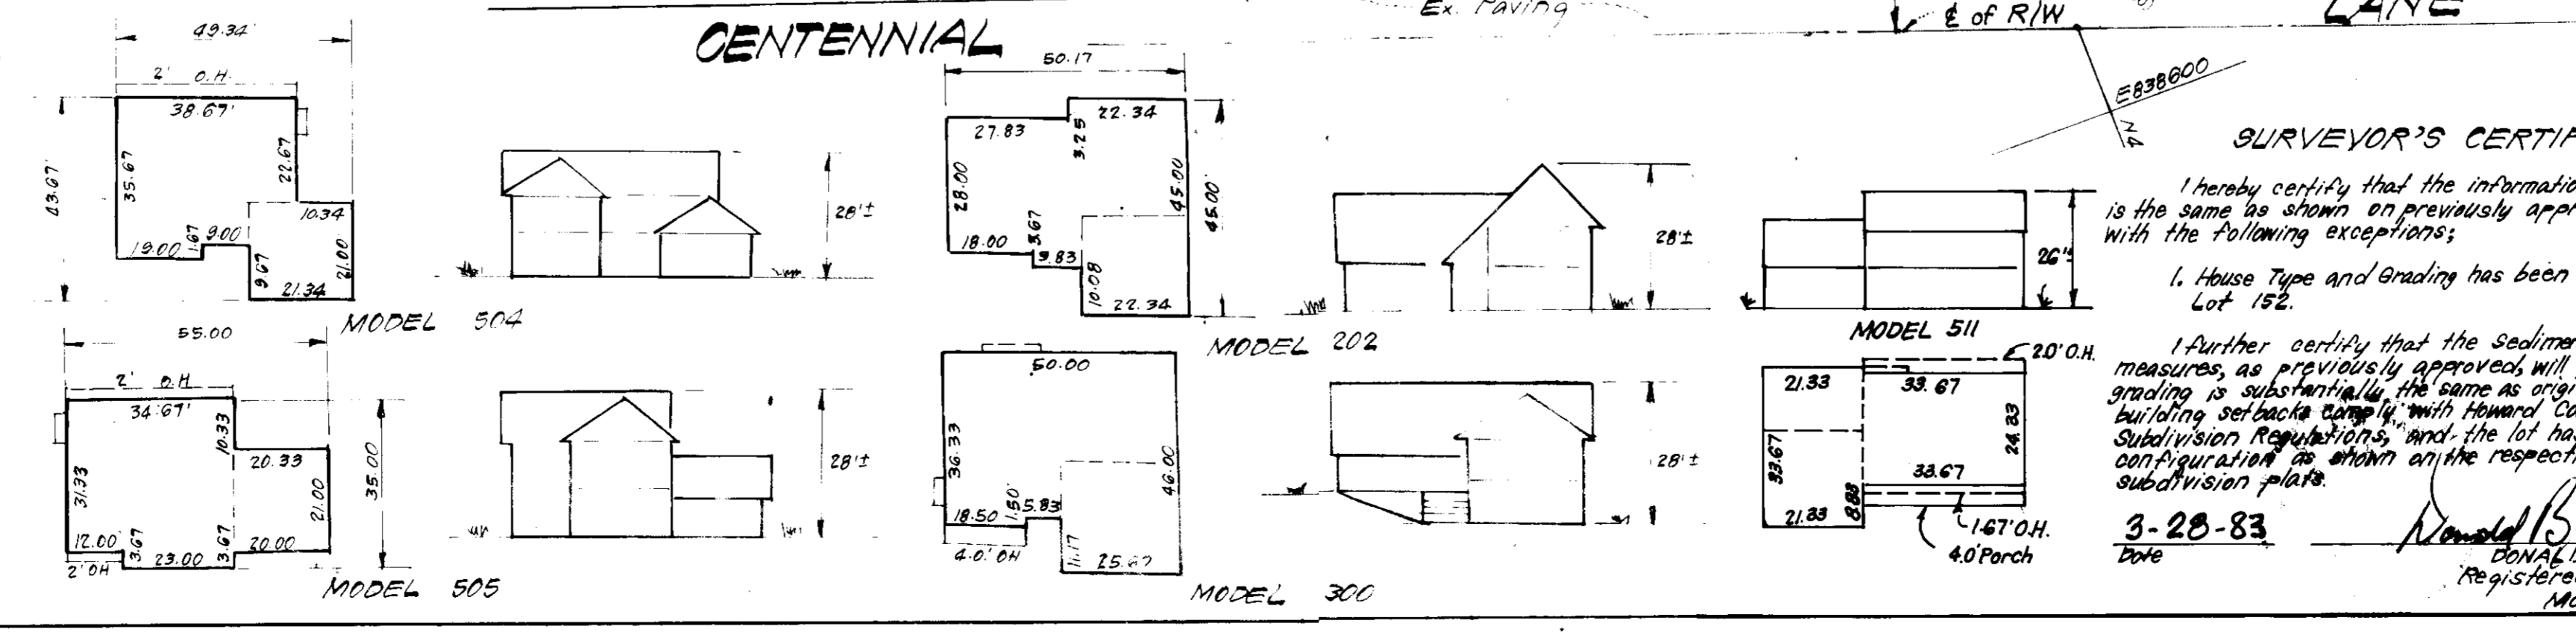 CENTENNIAL
Ex. Paving
℄ of R/W
LANE
E838600
N4
49.34'
2' O.H.
38.67'
43.67'
35.67
22.67
10.34
19.00
1.67
9.00
9.67
21.00
21.34
28'±
MODEL 504
50.17
22.34
27.83
3.25
28.00
45.00
45.00'
18.00
3.67
9.83
10.08
22.34
28'±
MODEL 202
26'±
MODEL 511
55.00
2' O.H
34.67'
10.33
20.33
31.33
35.00
21.00
12.00
3.67
23.00
3.67
20.00
2' OH
28'±
MODEL 505
50.00
36.33
46.00
18.50
1.50'
5.83
4.0' OH
11.17
25.67
28'±
MODEL 300
2.0' O.H.
21.33
33.67
33.67
24.33
33.67
21.33
8.83
1.67' O.H.
4.0' Porch
SURVEYOR'S CERTIF
I hereby certify that the informatio
is the same as shown on previously appr
with the following exceptions;
1. House Type and Grading has been
Lot 152.
I further certify that the Sedimen
measures, as previously approved, will
grading is substantially the same as origi
building setbacks comply with Howard Co
Subdivision Regulations, and the lot ha
configuration as shown on the respecti
subdivision plats.
3-28-83
Date
Donald B
DONAL
Registere